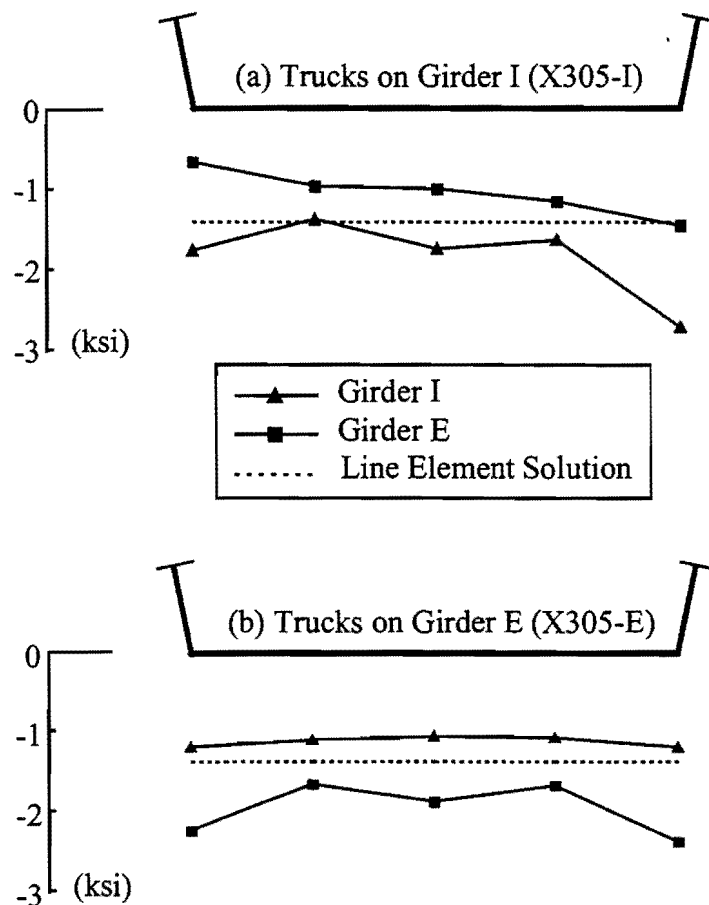 (a) Trucks on Girder I (X305-I)
0
-1
-2
-3
(ksi)
Girder I
Girder E
Line Element Solution
(b) Trucks on Girder E (X305-E)
0
-1
-2
-3
(ksi)